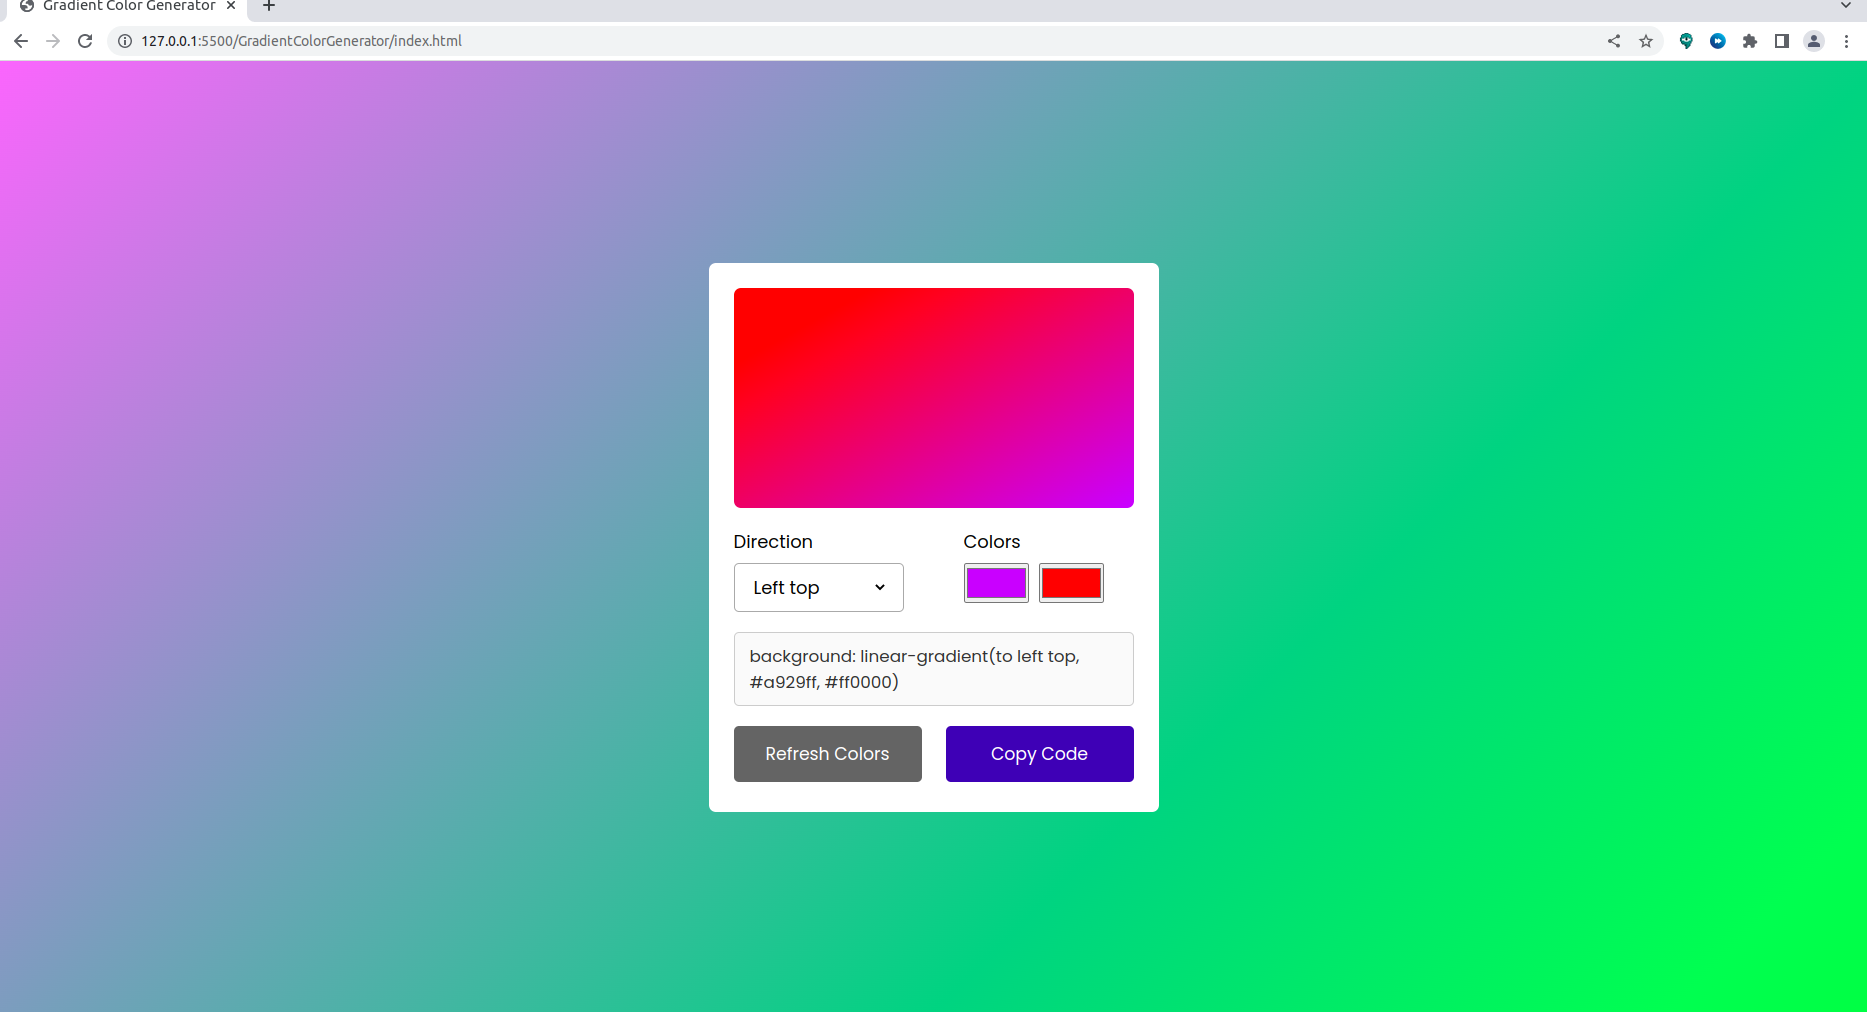 Gradient Color Generator
127.0.0.1:5500/GradientColorGenerator/index.html
Direction
Colors
Left top
background: linear-gradient(to left top,
#a929ff, #ff0000)
Refresh Colors
Copy Code